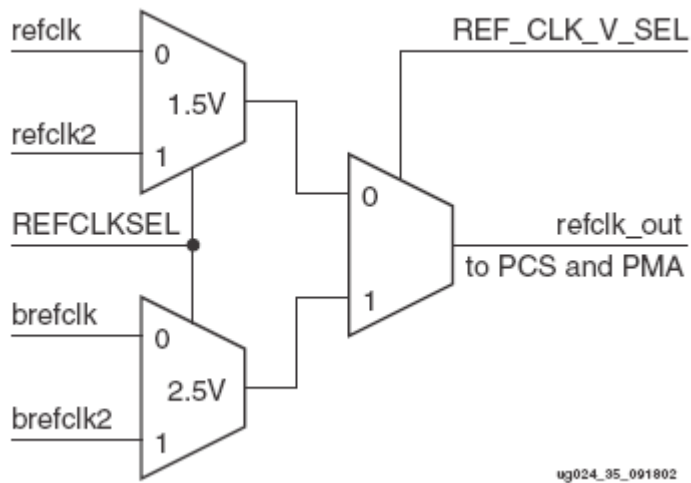 refclk
REF_CLK_V_SEL
0
1.5V
refclk2
1
0
REFCLKSEL
refclk_out
to PCS and PMA
brefclk
1
0
2.5V
brefclk2
1
ug024_35_091802